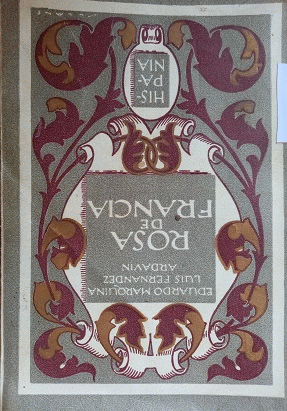 EDUARDO MARQUINA
LUIS FERNANDEZ
ARDAVIN
ROSA
DE
FRANCIA
HIS-
PA-
NIA